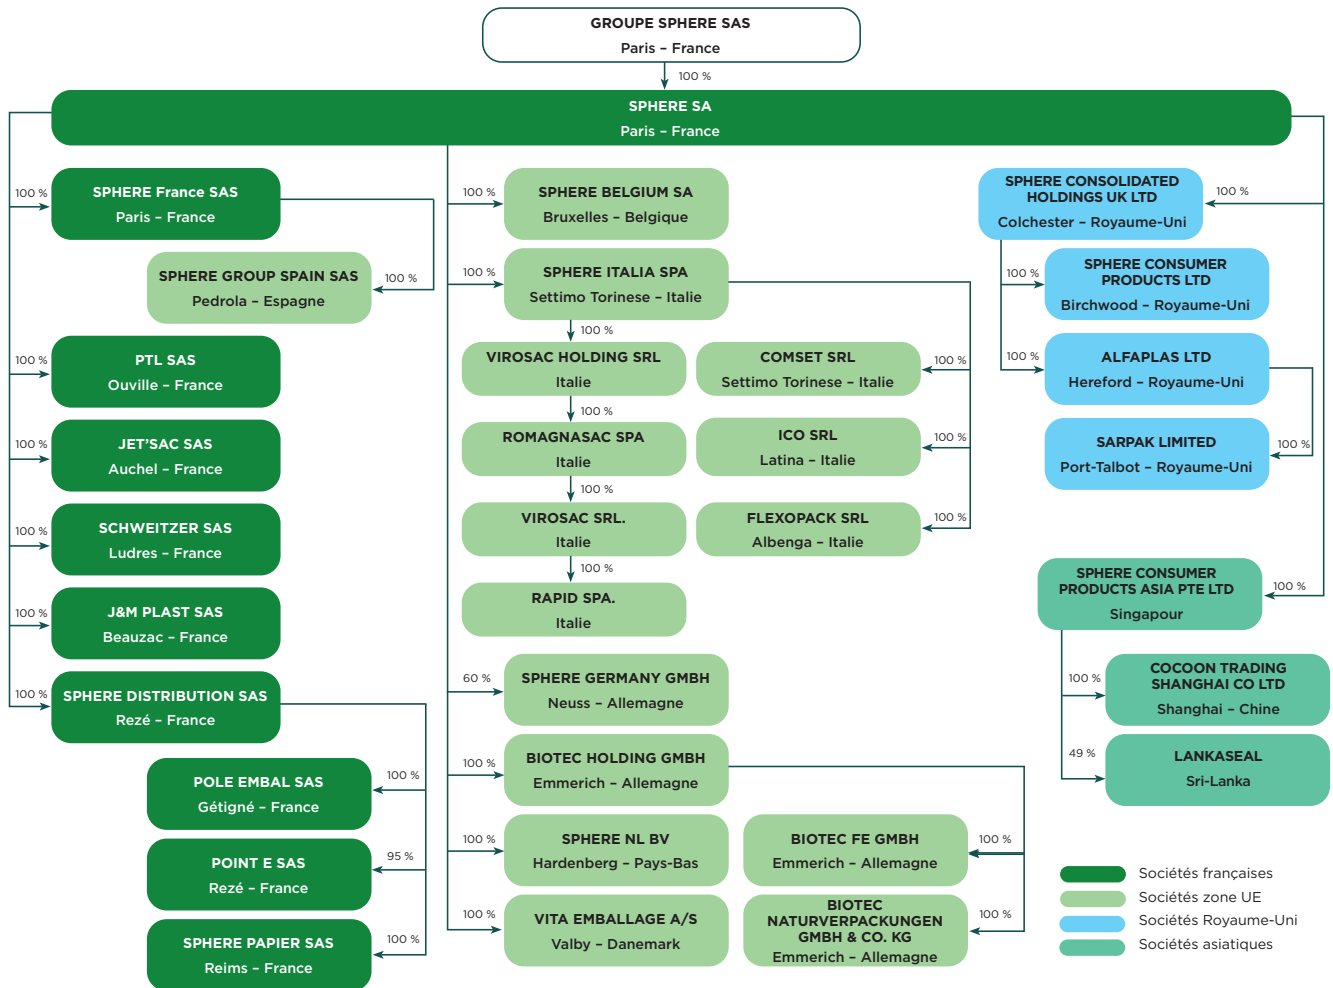 GROUPE SPHERE SAS
Paris – France
100 %
SPHERE SA
Paris – France
100 %
SPHERE France SAS
Paris – France
SPHERE GROUP SPAIN SAS
Pedrola – Espagne
100 %
100 %
PTL SAS
Ouville – France
100 %
JET'SAC SAS
Auchel – France
100 %
SCHWEITZER SAS
Ludres – France
100 %
J&M PLAST SAS
Beauzac – France
100 %
SPHERE DISTRIBUTION SAS
Rezé – France
POLE EMBAL SAS
Gétigné – France
100 %
POINT E SAS
Rezé – France
95 %
SPHERE PAPIER SAS
Reims – France
100 %
100 %
SPHERE BELGIUM SA
Bruxelles – Belgique
100 %
SPHERE ITALIA SPA
Settimo Torinese – Italie
100 %
VIROSAC HOLDING SRL
Italie
100 %
ROMAGNASAC SPA
Italie
100 %
VIROSAC SRL.
Italie
100 %
RAPID SPA.
Italie
COMSET SRL
Settimo Torinese – Italie
100 %
ICO SRL
Latina – Italie
100 %
FLEXOPACK SRL
Albenga – Italie
100 %
60 %
SPHERE GERMANY GMBH
Neuss – Allemagne
100 %
BIOTEC HOLDING GMBH
Emmerich – Allemagne
100 %
SPHERE NL BV
Hardenberg – Pays-Bas
100 %
VITA EMBALLAGE A/S
Valby – Danemark
BIOTEC FE GMBH
Emmerich – Allemagne
100 %
BIOTEC
NATURVERPACKUNGEN
GMBH & CO. KG
Emmerich – Allemagne
100 %
SPHERE CONSOLIDATED
HOLDINGS UK LTD
Colchester – Royaume-Uni
100 %
100 %
SPHERE CONSUMER
PRODUCTS LTD
Birchwood – Royaume-Uni
100 %
ALFAPLAS LTD
Hereford – Royaume-Uni
SARPAK LIMITED
Port-Talbot – Royaume-Uni
100 %
SPHERE CONSUMER
PRODUCTS ASIA PTE LTD
Singapour
100 %
100 %
COCOON TRADING
SHANGHAI CO LTD
Shanghai – Chine
49 %
LANKASEAL
Sri-Lanka
Sociétés françaises
Sociétés zone UE
Sociétés Royaume-Uni
Sociétés asiatiques